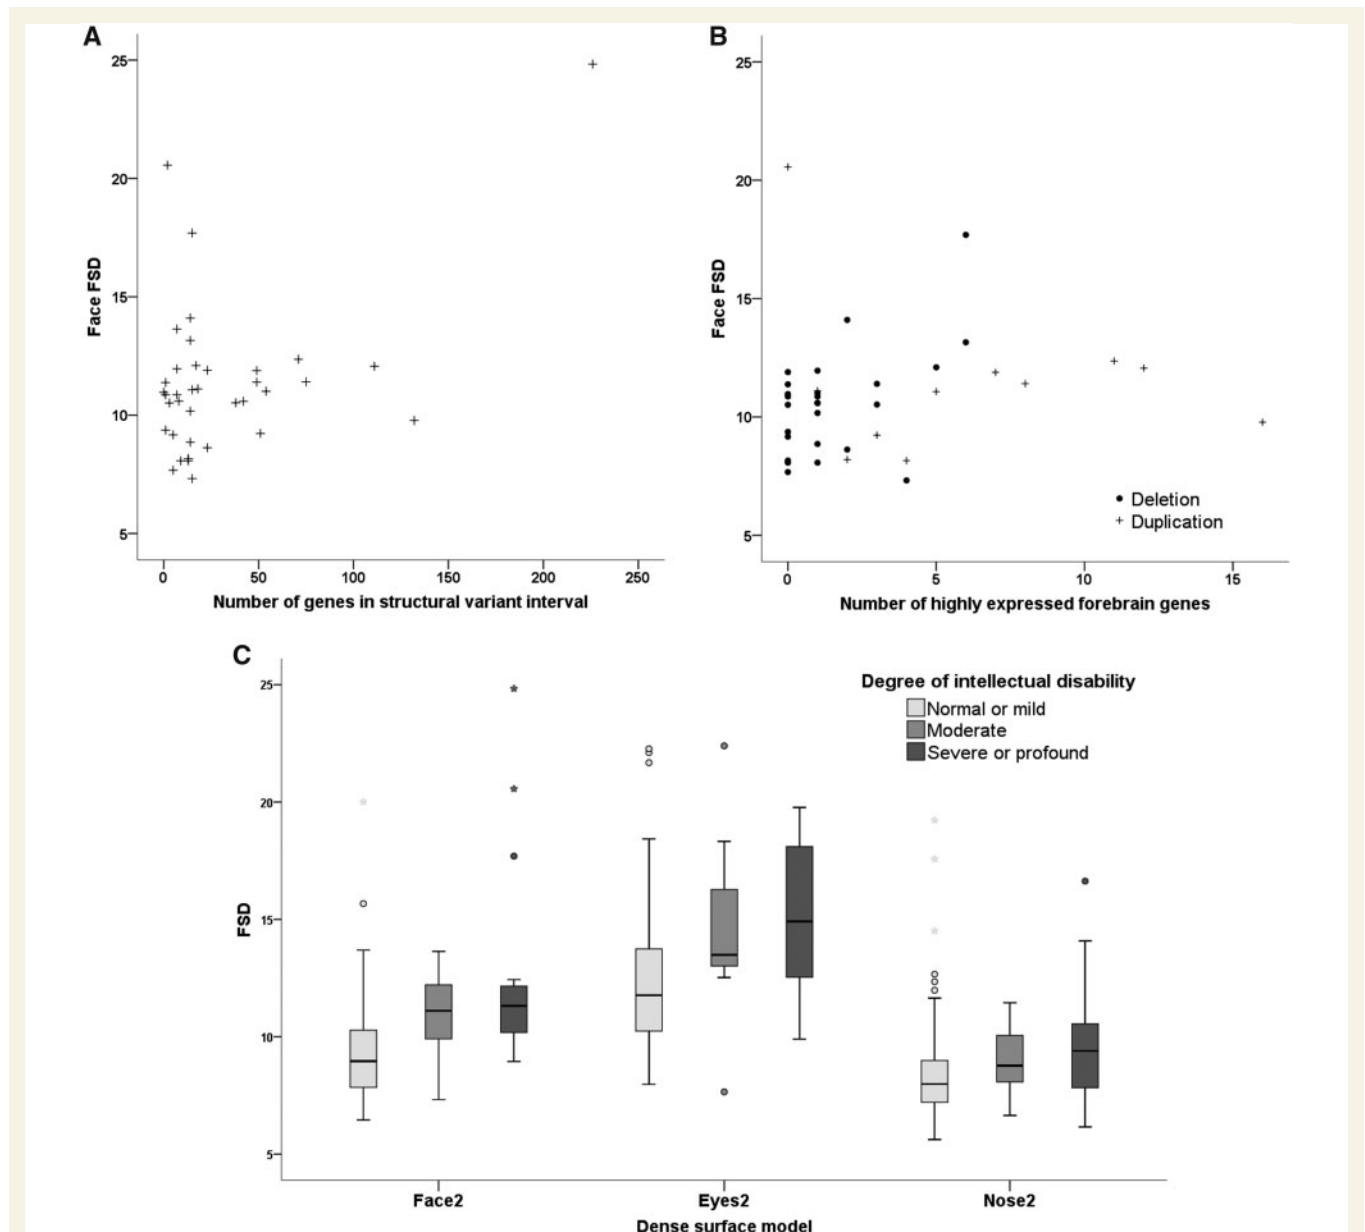 A
25
20
15
10
5
Face FSD
0 50 100 150 200 250
Number of genes in structural variant interval
B
25
20
15
10
5
Face FSD
Deletion
Duplication
0 5 10 15
Number of highly expressed forebrain genes
C
25
20
15
10
5
FSD
Degree of intellectual disability
Normal or mild
Moderate
Severe or profound
Face2 Eyes2 Nose2
Dense surface model